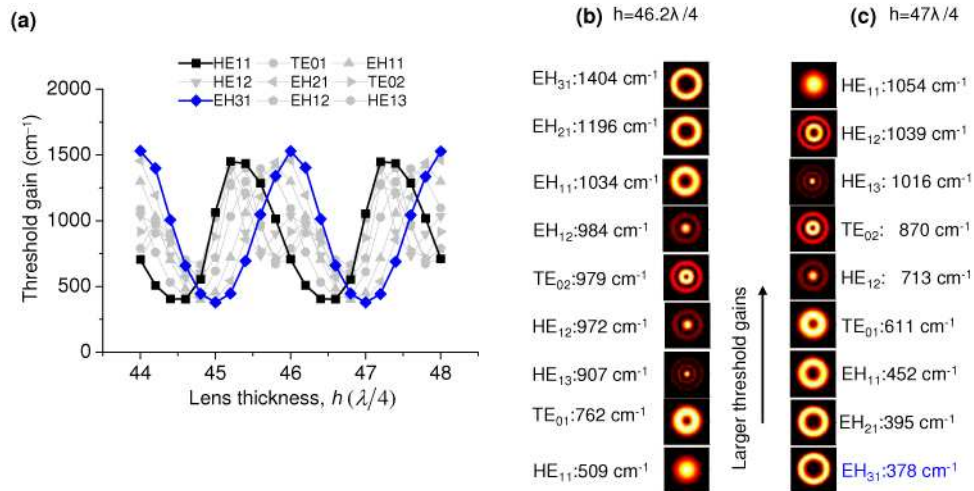 (a)
HE11 TE01 EH11
HE12 EH21 TE02
EH31 EH12 HE13
2000
1500
1000
500
0
Threshold gain (cm⁻¹)
44 45 46 47 48
Lens thickness, h (λ/4)
(b) h=46.2λ/4
EH₃₁:1404 cm⁻¹
EH₂₁:1196 cm⁻¹
EH₁₁:1034 cm⁻¹
EH₁₂:984 cm⁻¹
TE₀₂:979 cm⁻¹
HE₁₂:972 cm⁻¹
HE₁₃:907 cm⁻¹
TE₀₁:762 cm⁻¹
HE₁₁:509 cm⁻¹
Larger threshold gains
(c) h=47λ/4
HE₁₁:1054 cm⁻¹
HE₁₂:1039 cm⁻¹
HE₁₃: 1016 cm⁻¹
TE₀₂: 870 cm⁻¹
HE₁₂: 713 cm⁻¹
TE₀₁:611 cm⁻¹
EH₁₁:452 cm⁻¹
EH₂₁:395 cm⁻¹
EH₃₁:378 cm⁻¹